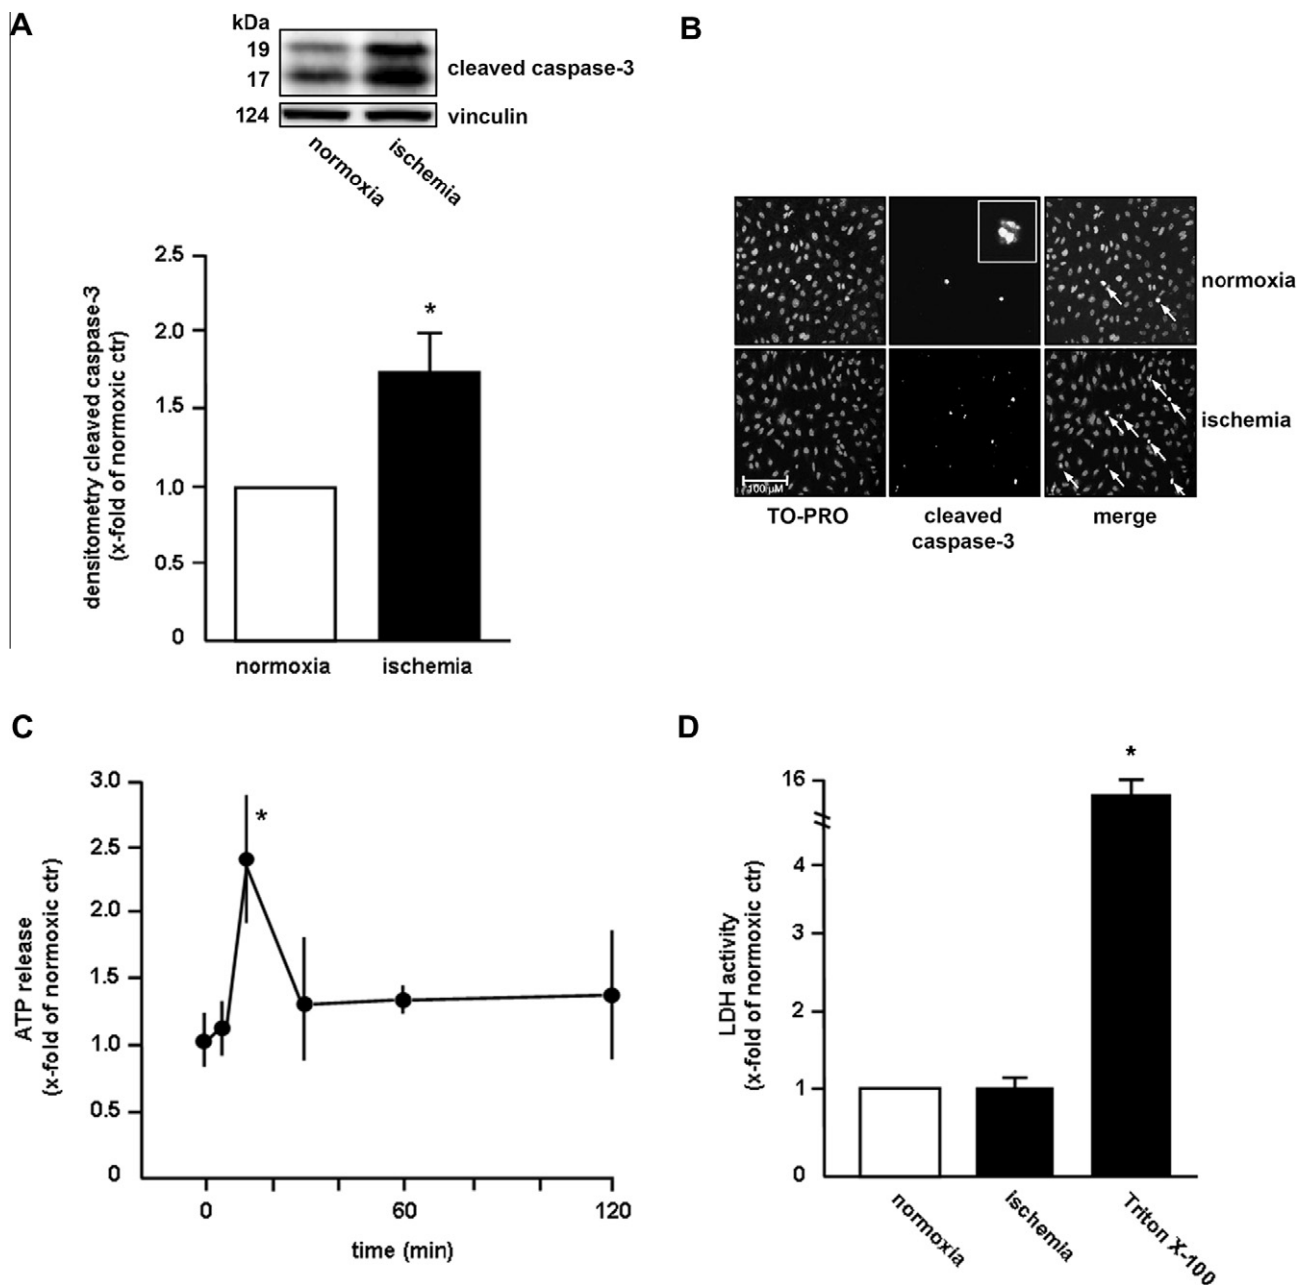 A
kDa
19
17
cleaved caspase-3
124
vinculin
normoxia
ischemia
densitometry cleaved caspase-3
(x-fold of normoxic ctr)
2.5
2.0
1.5
1.0
0.5
0
*
normoxia
ischemia
B
normoxia
ischemia
100 µM
TO-PRO
cleaved
caspase-3
merge
C
ATP release
(x-fold of normoxic ctr)
3.0
2.5
2.0
1.5
1.0
0.5
0
*
0
60
120
time (min)
D
LDH activity
(x-fold of normoxic ctr)
16
4
3
2
1
0
*
normoxia
ischemia
Triton X-100